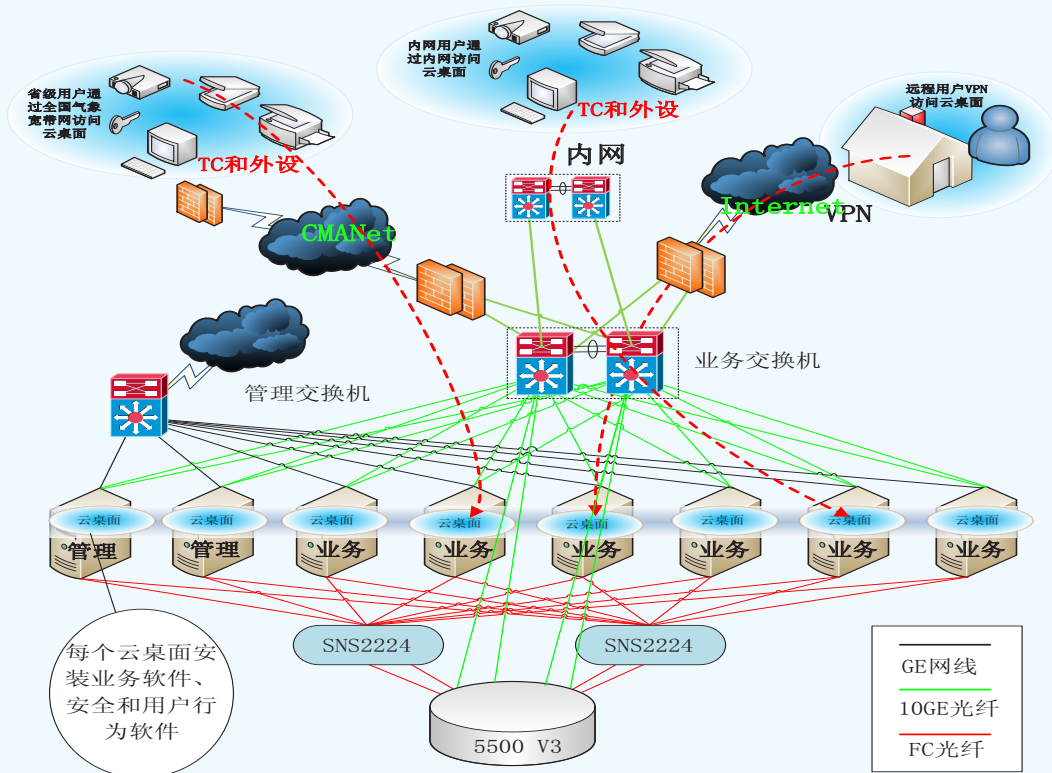 内网用户通
过内网访问
云桌面
省级用户通
过全国气象
宽带网访问
云桌面
远程用户VPN
访问云桌面
TC和外设
TC和外设
内网
CMANet
Internet
VPN
业务交换机
管理交换机
云桌面
云桌面
云桌面
云桌面
云桌面
云桌面
云桌面
云桌面
管理
管理
业务
业务
业务
业务
业务
业务
SNS2224
SNS2224
每个云桌面安
装业务软件、
安全和用户行
为软件
5500 V3
GE网线
10GE光纤
FC光纤